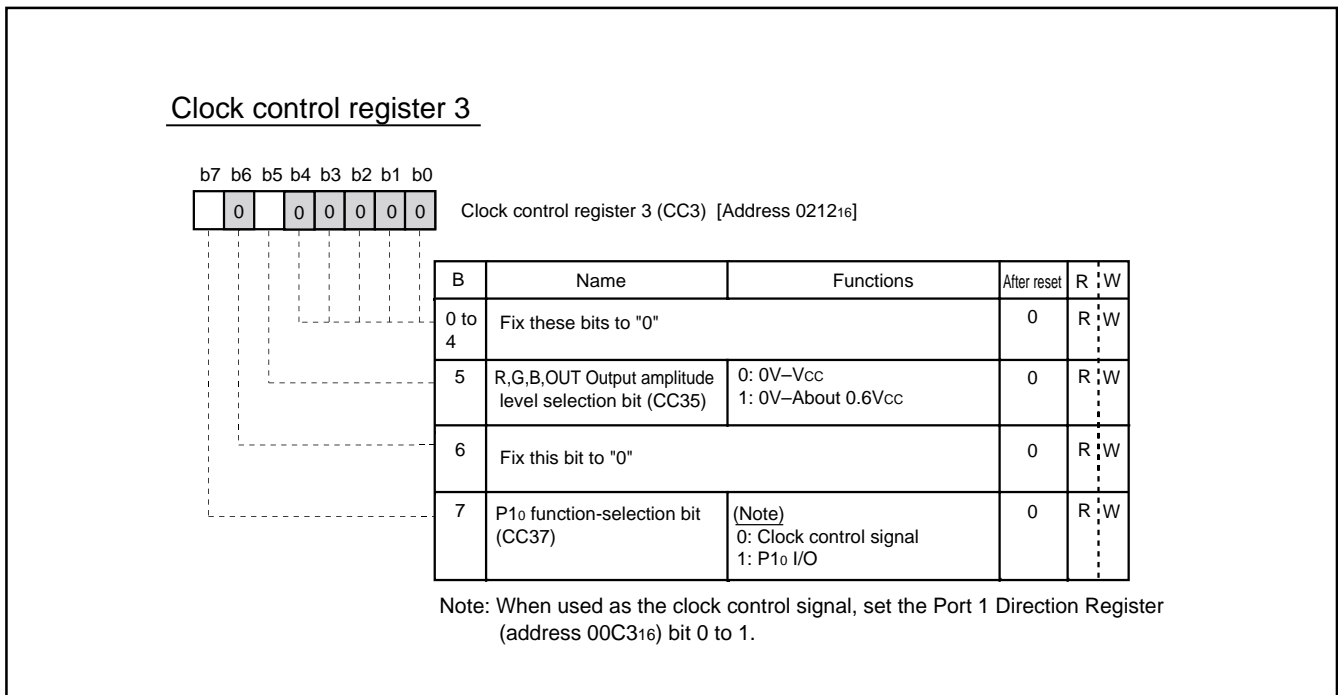 Clock control register 3
b7 b6 b5 b4 b3 b2 b1 b0
0 0 0 0 0 0
Clock control register 3 (CC3) [Address 021216]
B Name Functions After reset R W
0 to 4 Fix these bits to "0" 0 R W
5 R,G,B,OUT Output amplitude level selection bit (CC35) 0: 0V–VCC 0 R W
1: 0V–About 0.6VCC
6 Fix this bit to "0" 0 R W
7 P10 function-selection bit (CC37) (Note) 0 R W
0: Clock control signal
1: P10 I/O
Note: When used as the clock control signal, set the Port 1 Direction Register
(address 00C316) bit 0 to 1.